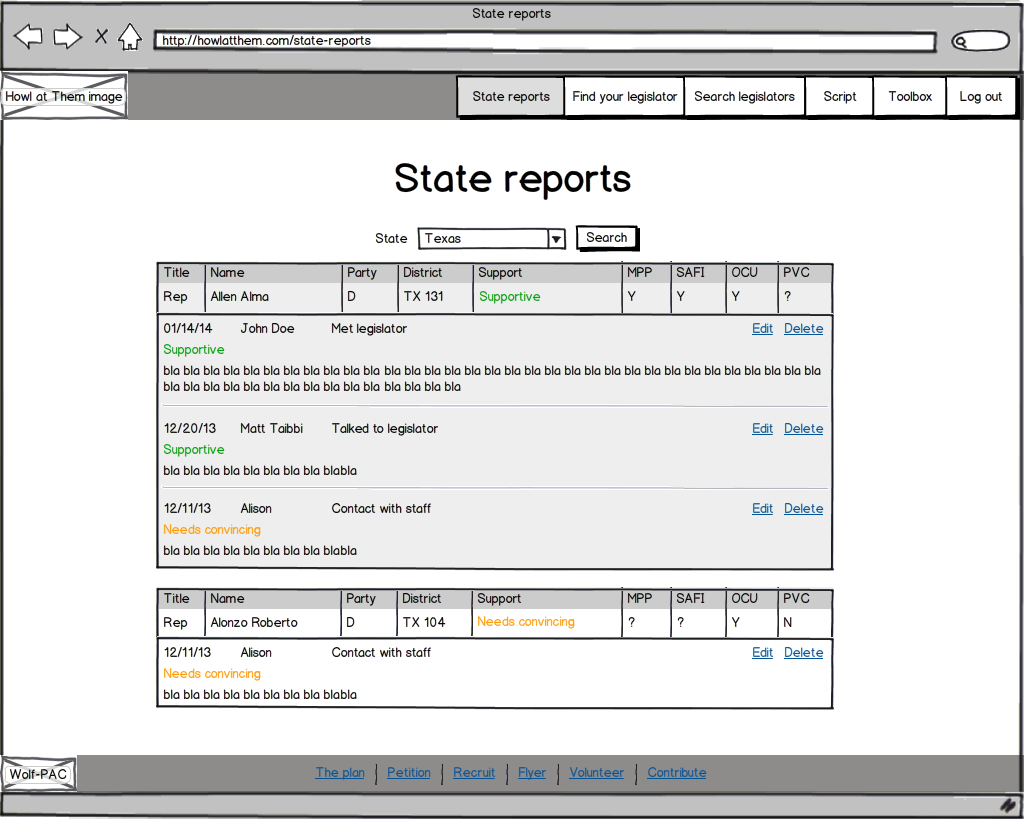 State reports
http://howlatthem.com/state-reports
Howl at Them image
State reports Find your legislator Search legislators Script Toolbox Log out
State reports
State Texas Search
Title Name Party District Support MPP SAFI OCU PVC
Rep Allen Alma D TX 131 Supportive Y Y Y ?
01/14/14 John Doe Met legislator Edit Delete
Supportive
bla bla bla bla bla bla bla bla bla bla bla bla bla bla bla bla bla bla bla bla bla bla bla bla bla bla bla bla bla bla bla bla bla
bla bla bla bla bla bla bla bla bla bla bla bla bla bla bla
12/20/13 Matt Taibbi Talked to legislator Edit Delete
Supportive
bla bla bla bla bla bla bla bla blabla
12/11/13 Alison Contact with staff Edit Delete
Needs convincing
bla bla bla bla bla bla bla bla blabla
Title Name Party District Support MPP SAFI OCU PVC
Rep Alonzo Roberto D TX 104 Needs convincing ? ? Y N
12/11/13 Alison Contact with staff Edit Delete
Needs convincing
bla bla bla bla bla bla bla bla blabla
Wolf-PAC
The plan Petition Recruit Flyer Volunteer Contribute